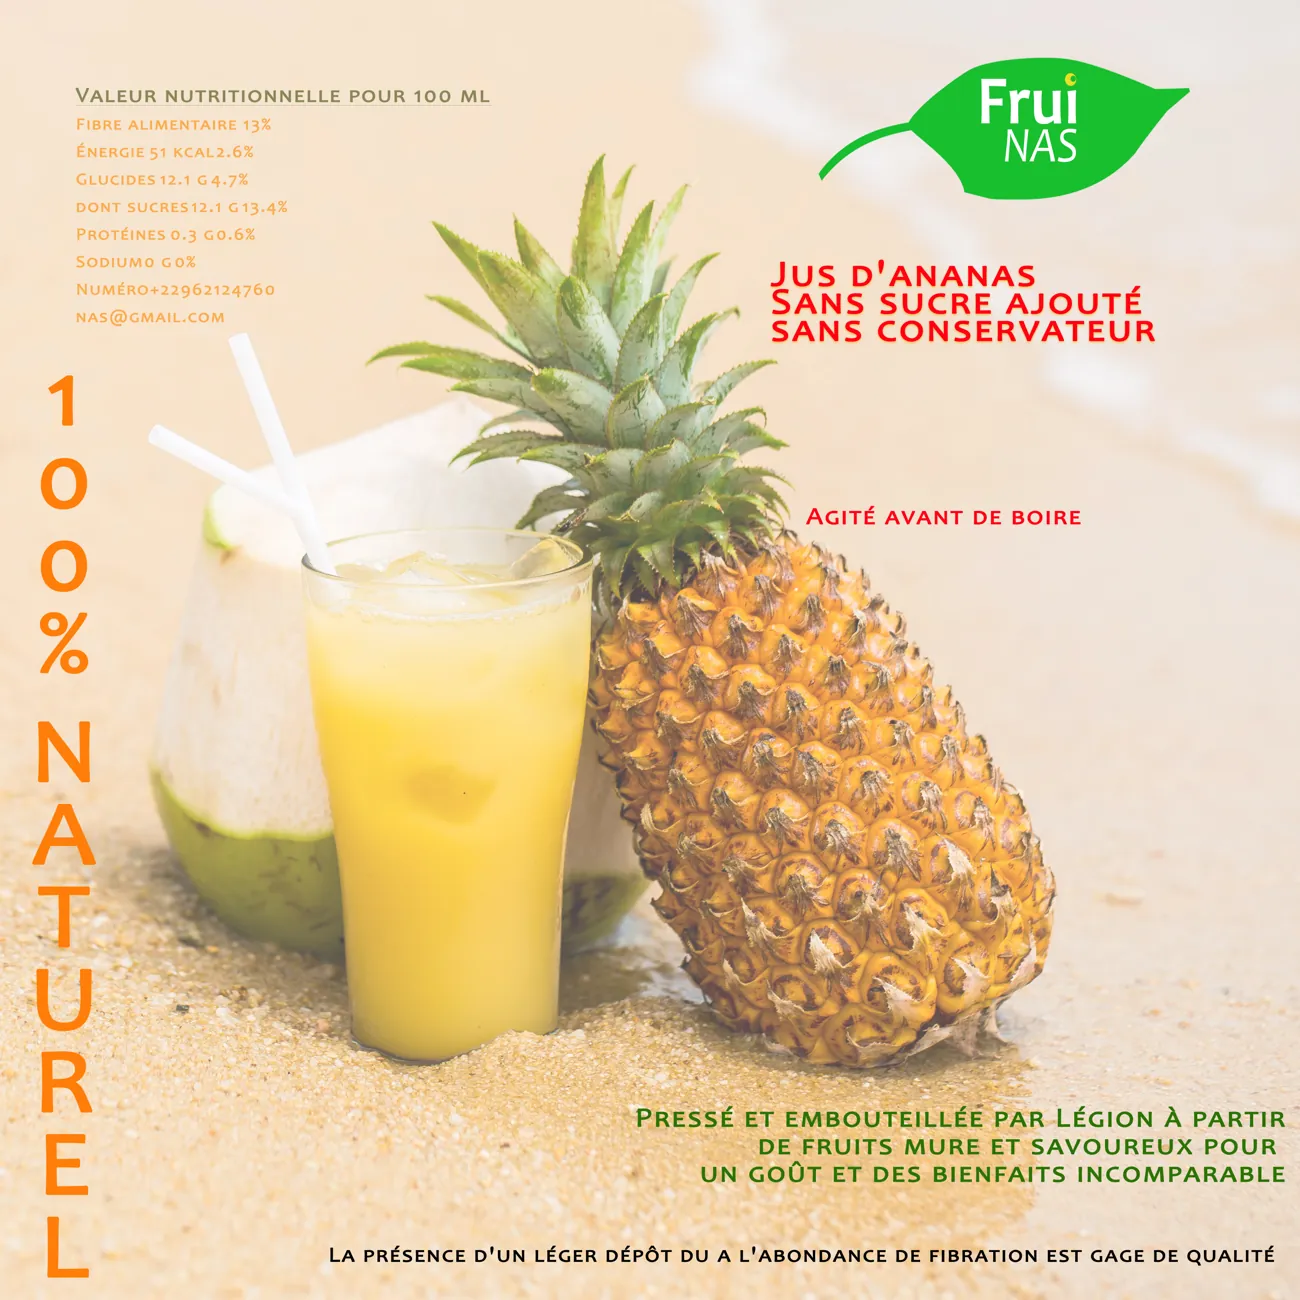 Valeur nutritionnelle pour 100 ml
Fibre alimentaire 13%
Énergie 51 kcal2.6%
Glucides 12.1 g 4.7%
dont sucres12.1 g13.4%
Protéines 0.3 g0.6%
Sodium0 g0%
Numéro+22962124760
nas@gmail.com
Frui
NAS
Jus d'ananas
Sans sucre ajouté
sans conservateur
Agité avant de boire
100% NATUREL
Pressé et embouteillée par Légion à partir
de fruits mure et savoureux pour
un goût et des bienfaits incomparable
La présence d'un léger dépôt du a l'abondance de fibration est gage de qualité